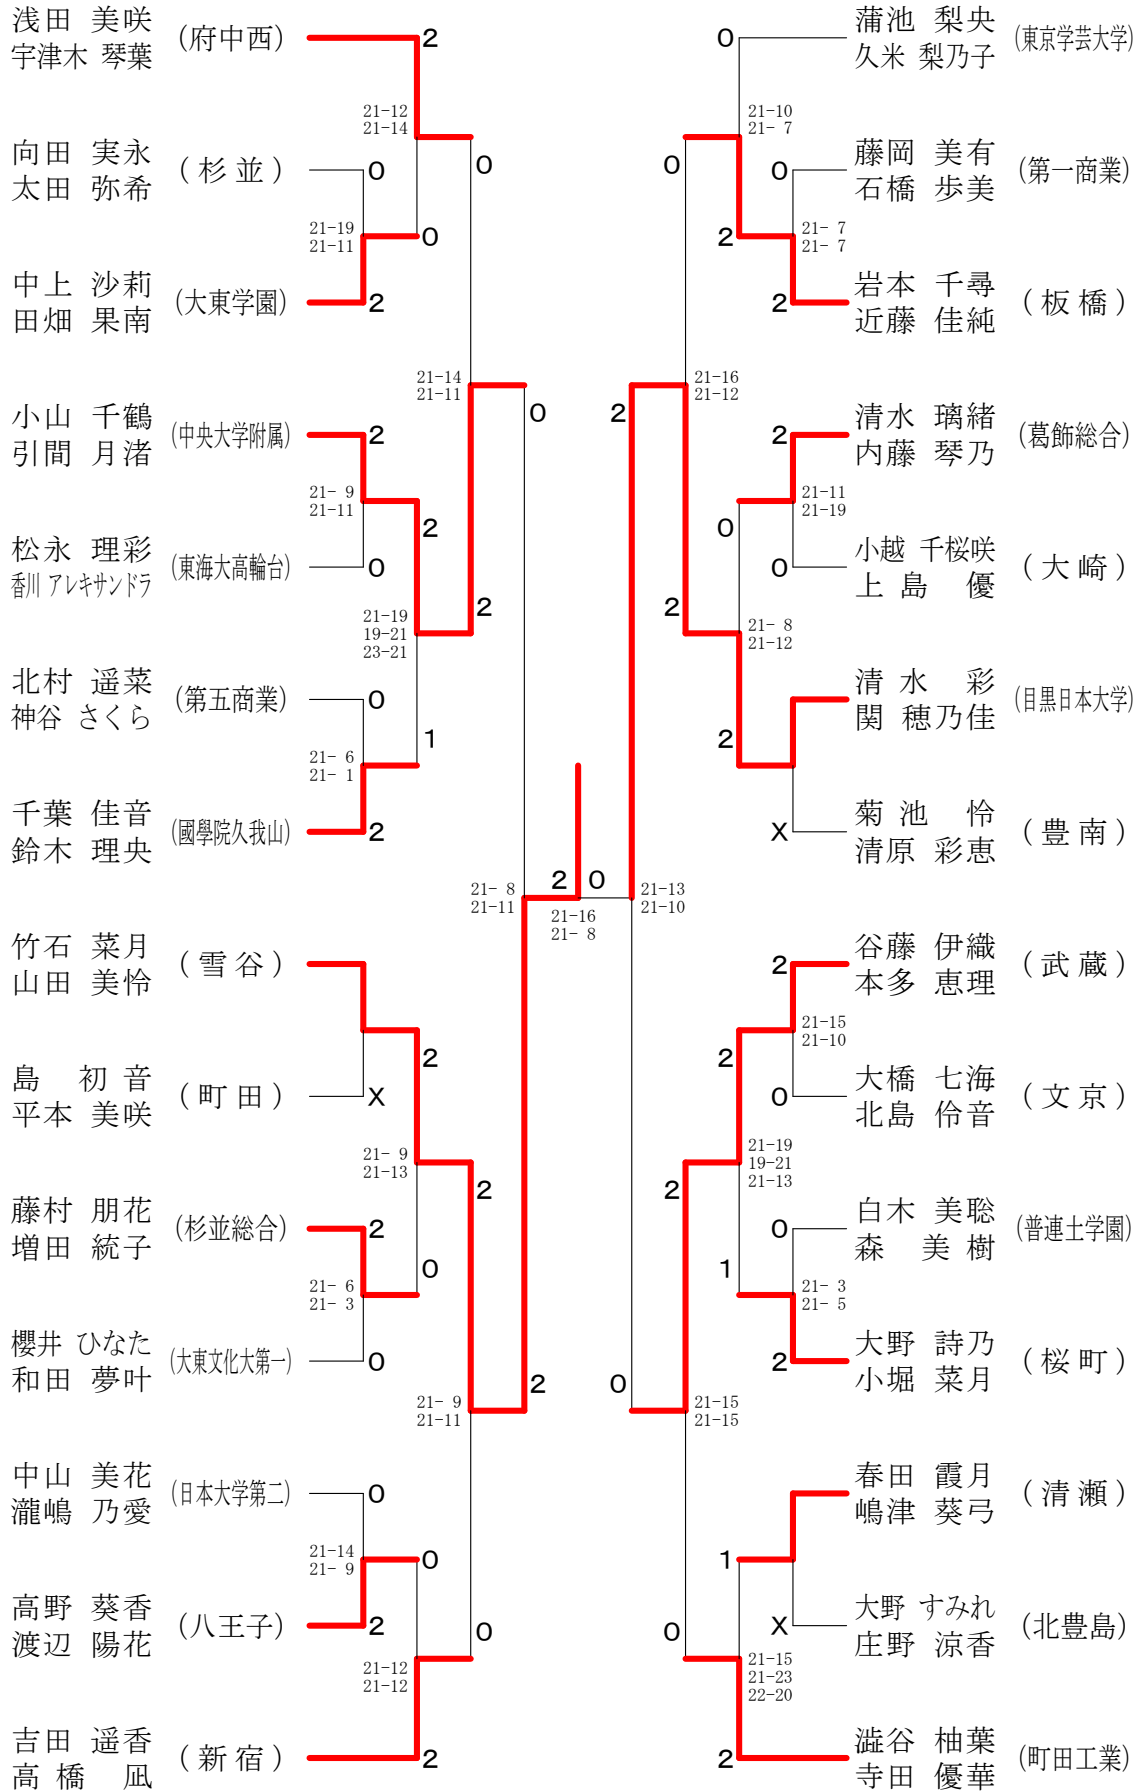 浅田 美咲
宇津木 琴葉
(府中西)
2
21-12
21-14
向田 実永
太田 弥希
(杉並)
0
0
21-19
21-11
0
中上 沙莉
田畑 果南
(大東学園)
2
21-14
21-11
0
小山 千鶴
引間 月渚
(中央大学附属)
2
21- 9
21-11
2
松永 理彩
香川 アレキサンドラ
(東海大高輪台)
0
2
21-19
19-21
23-21
北村 遥菜
神谷 さくら
(第五商業)
0
1
21- 6
21- 1
千葉 佳音
鈴木 理央
(國學院久我山)
2
21- 8
21-11
2
0
21-16
21- 8
竹石 菜月
山田 美怜
(雪谷)
2
島 初音
平本 美咲
(町田)
X
21- 9
21-13
2
藤村 朋花
増田 統子
(杉並総合)
2
0
21- 6
21- 3
櫻井 ひなた
和田 夢叶
(大東文化大第一)
0
21- 9
21-11
2
中山 美花
瀧嶋 乃愛
(日本大学第二)
0
21-14
21- 9
0
高野 葵香
渡辺 陽花
(八王子)
2
0
21-12
21-12
吉田 遥香
高橋 凪
(新宿)
2
0
蒲池 梨央
久米 梨乃子
(東京学芸大学)
21-10
21- 7
0
0
藤岡 美有
石橋 歩美
(第一商業)
2
21- 7
21- 7
2
岩本 千尋
近藤 佳純
(板橋)
21-16
21-12
2
2
清水 璃緒
内藤 琴乃
(葛飾総合)
0
21-11
21-19
0
小越 千桜咲
上島 優
(大崎)
2
21- 8
21-12
清水 彩
関 穂乃佳
(目黒日本大学)
2
X
菊池 怜
清原 彩恵
(豊南)
21-13
21-10
2
谷藤 伊織
本多 恵理
(武蔵)
2
21-15
21-10
0
大橋 七海
北島 伶音
(文京)
2
21-19
19-21
21-13
0
白木 美聡
森 美樹
(普連土学園)
1
21- 3
21- 5
2
大野 詩乃
小堀 菜月
(桜町)
0
21-15
21-15
春田 霞月
嶋津 葵弓
(清瀬)
1
X
大野 すみれ
庄野 涼香
(北豊島)
0
21-15
21-23
22-20
2
澁谷 柚葉
寺田 優華
(町田工業)